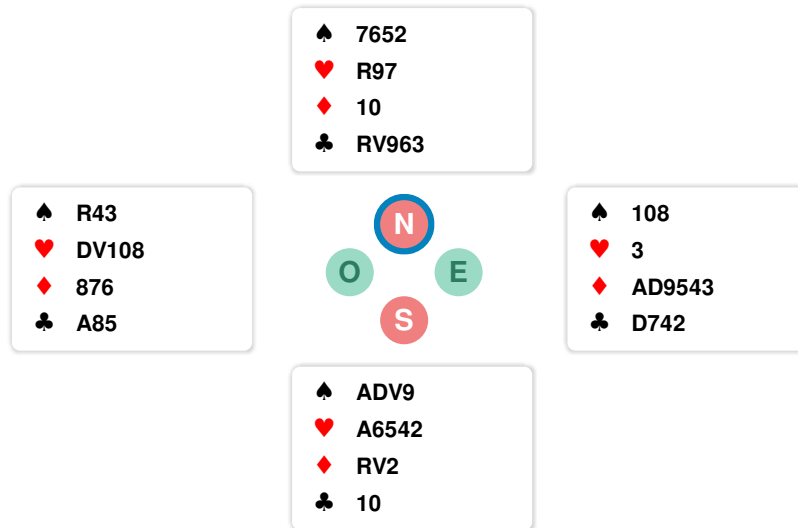 ♠ 7652
♥ R97
♦ 10
♣ RV963
♠ R43
♥ DV108
♦ 876
♣ A85
N
O E
S
♠ 108
♥ 3
♦ AD9543
♣ D742
♠ ADV9
♥ A6542
♦ RV2
♣ 10